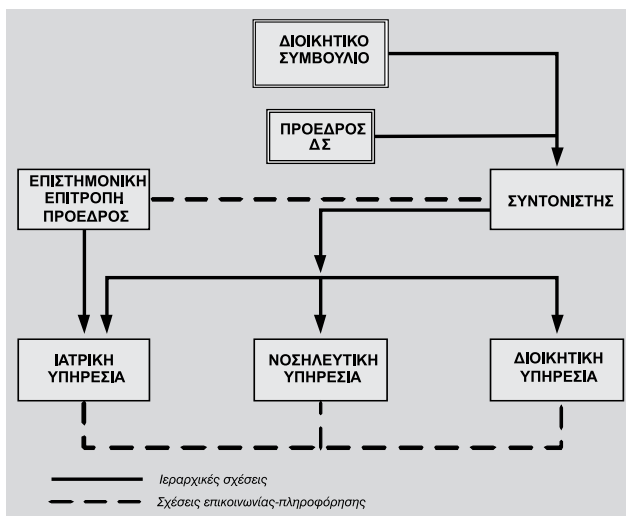 ΔΙΟΙΚΗΤΙΚΟ
ΣΥΜΒΟΥΛΙΟ
ΠΡΟΕΔΡΟΣ
ΔΣ
ΕΠΙΣΤΗΜΟΝΙΚΗ
ΕΠΙΤΡΟΠΗ
ΠΡΟΕΔΡΟΣ
ΣΥΝΤΟΝΙΣΤΗΣ
ΙΑΤΡΙΚΗ
ΥΠΗΡΕΣΙΑ
ΝΟΣΗΛΕΥΤΙΚΗ
ΥΠΗΡΕΣΙΑ
ΔΙΟΙΚΗΤΙΚΗ
ΥΠΗΡΕΣΙΑ
Ιεραρχικές σχέσεις
Σχέσεις επικοινωνίας-πληροφόρησης